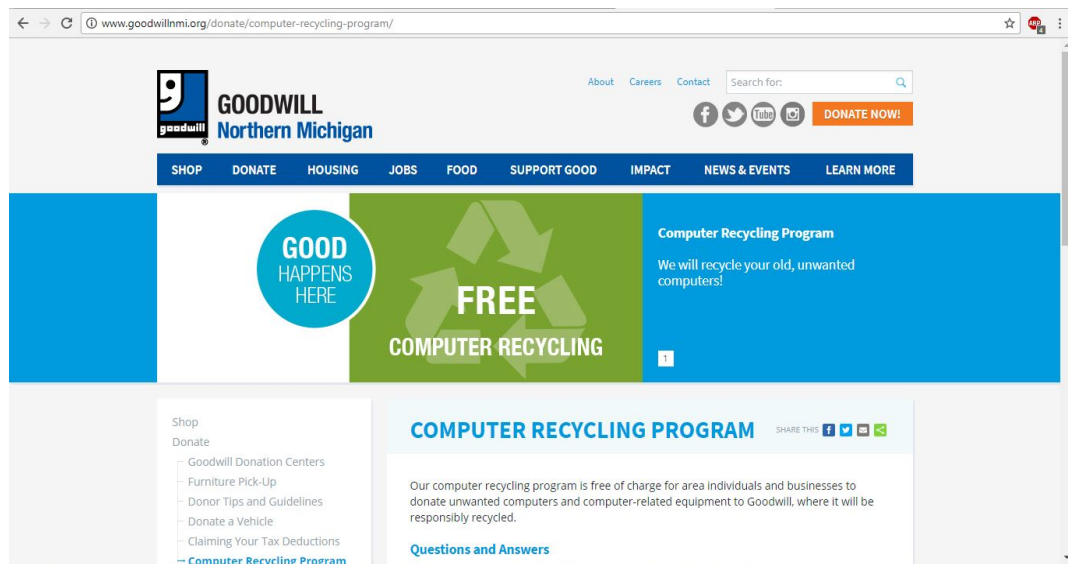 www.goodwillnmi.org/donate/computer-recycling-program/
ABP
4
About Careers Contact Search for:
goodwill
®
GOODWILL
Northern Michigan
f You Tube DONATE NOW!
SHOP DONATE HOUSING JOBS FOOD SUPPORT GOOD IMPACT NEWS & EVENTS LEARN MORE
GOOD
HAPPENS
HERE
FREE
COMPUTER RECYCLING
Computer Recycling Program
We will recycle your old, unwanted
computers!
1
Shop
Donate
Goodwill Donation Centers
Furniture Pick-Up
Donor Tips and Guidelines
Donate a Vehicle
Claiming Your Tax Deductions
Computer Recycling Program
COMPUTER RECYCLING PROGRAM SHARE THIS
Our computer recycling program is free of charge for area individuals and businesses to
donate unwanted computers and computer-related equipment to Goodwill, where it will be
responsibly recycled.
Questions and Answers